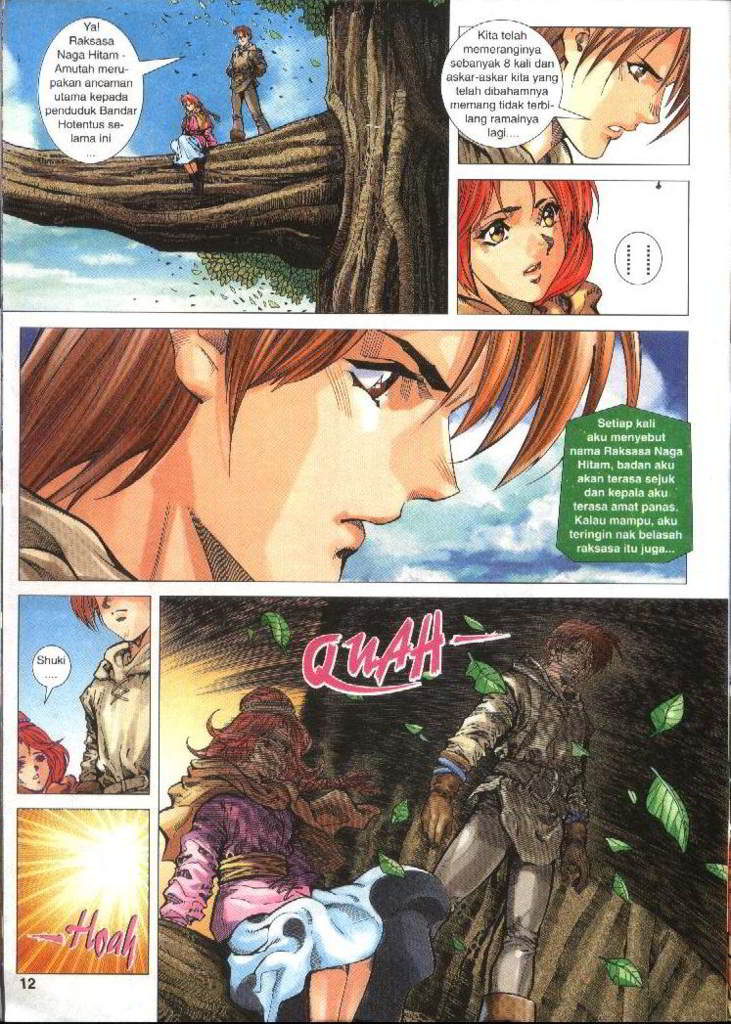 Ya!
Raksasa
Naga Hitam -
Amutah meru-
pakan ancaman
utama kepada
penduduk Bandar
Hotentus se-
lama ini
...
Kita telah
memeranginya
sebanyak 8 kali dan
askar-askar kita yang
telah dibahamnya
memang tidak terbi-
lang ramainya
lagi....
Setiap kali
aku menyebut
nama Raksasa Naga
Hitam, badan aku
akan terasa sejuk
dan kepala aku
terasa amat panas.
Kalau mampu, aku
teringin nak belasah
raksasa itu juga...
Shuki
....
QUAH
Hoah
12